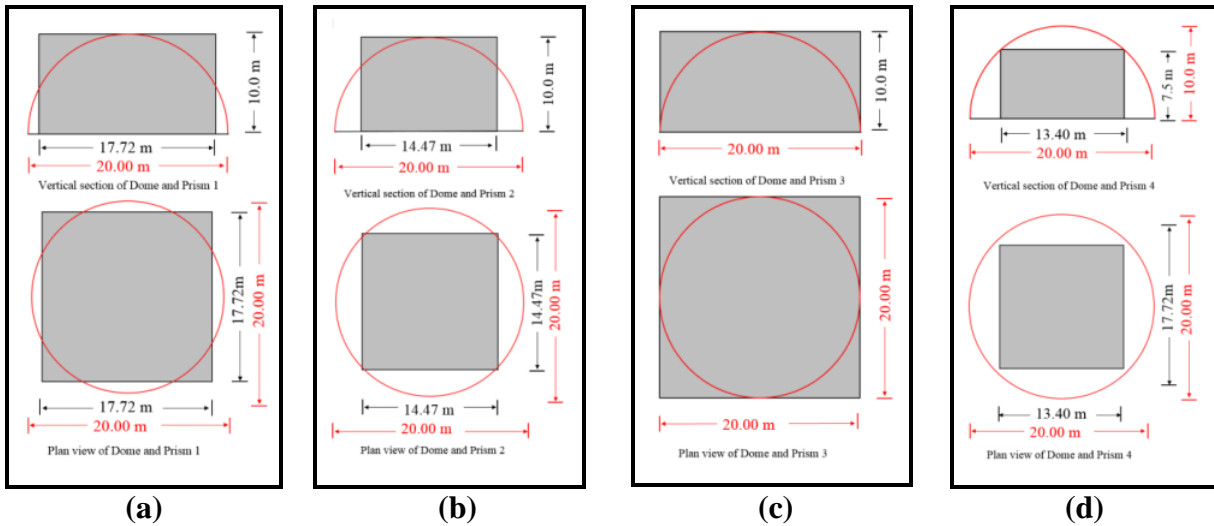 10.0 m
17.72 m
20.00 m
Vertical section of Dome and Prism 1
17.72m
20.00 m
17.72 m
20.00 m
Plan view of Dome and Prism 1
(a)
10.0 m
14.47 m
20.00 m
Vertical section of Dome and Prism 2
14.47m
20.00 m
14.47 m
20.00 m
Plan view of Dome and Prism 2
(b)
10.0 m
20.00 m
Vertical section of Dome and Prism 3
20.00 m
20.00 m
Plan view of Dome and Prism 3
(c)
7.5 m
10.0 m
13.40 m
20.00 m
Vertical section of Dome and Prism 4
17.72m
20.00 m
13.40 m
20.00 m
Plan view of Dome and Prism 4
(d)